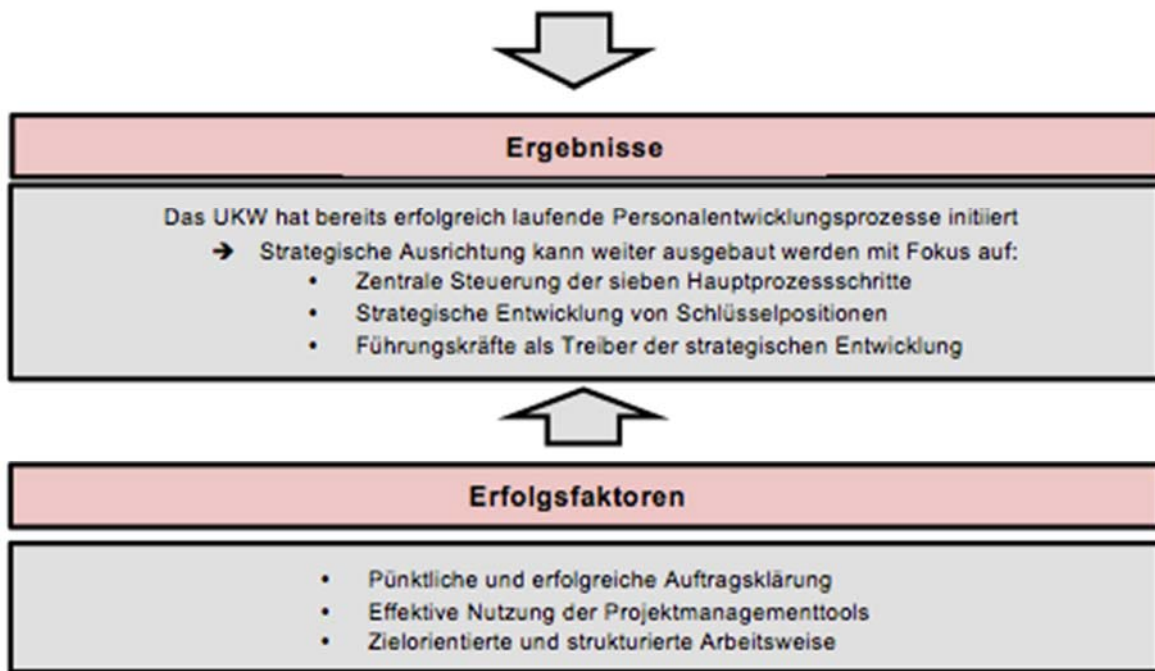 Ergebnisse
Das UKW hat bereits erfolgreich laufende Personalentwicklungsprozesse initiiert
➔ Strategische Ausrichtung kann weiter ausgebaut werden mit Fokus auf:
• Zentrale Steuerung der sieben Hauptprozessschritte
• Strategische Entwicklung von Schlüsselpositionen
• Führungskräfte als Treiber der strategischen Entwicklung
Erfolgsfaktoren
• Pünktliche und erfolgreiche Auftragsklärung
• Effektive Nutzung der Projektmanagementtools
• Zielorientierte und strukturierte Arbeitsweise